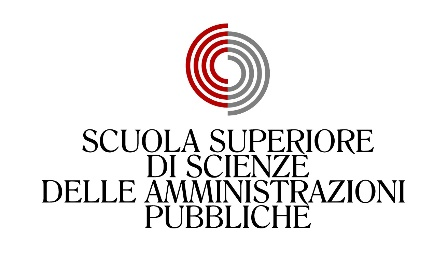 SCUOLA SUPERIORE
DI SCIENZE
DELLE AMMINISTRAZIONI
PUBBLICHE